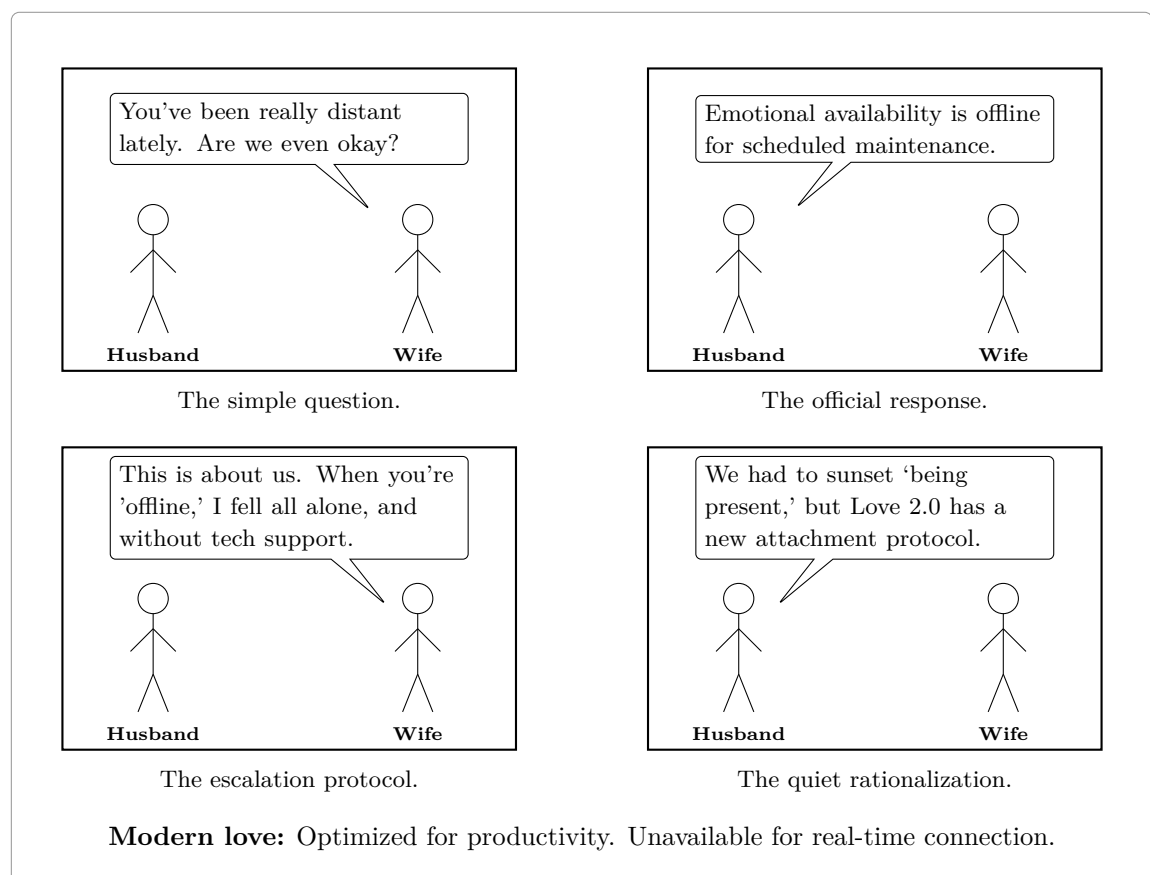 You've been really distant
lately. Are we even okay?
Husband
Wife
The simple question.
Emotional availability is offline
for scheduled maintenance.
Husband
Wife
The official response.
This is about us. When you're
'offline,' I fell all alone, and
without tech support.
Husband
Wife
The escalation protocol.
We had to sunset ‘being
present,’ but Love 2.0 has a
new attachment protocol.
Husband
Wife
The quiet rationalization.
Modern love: Optimized for productivity. Unavailable for real-time connection.